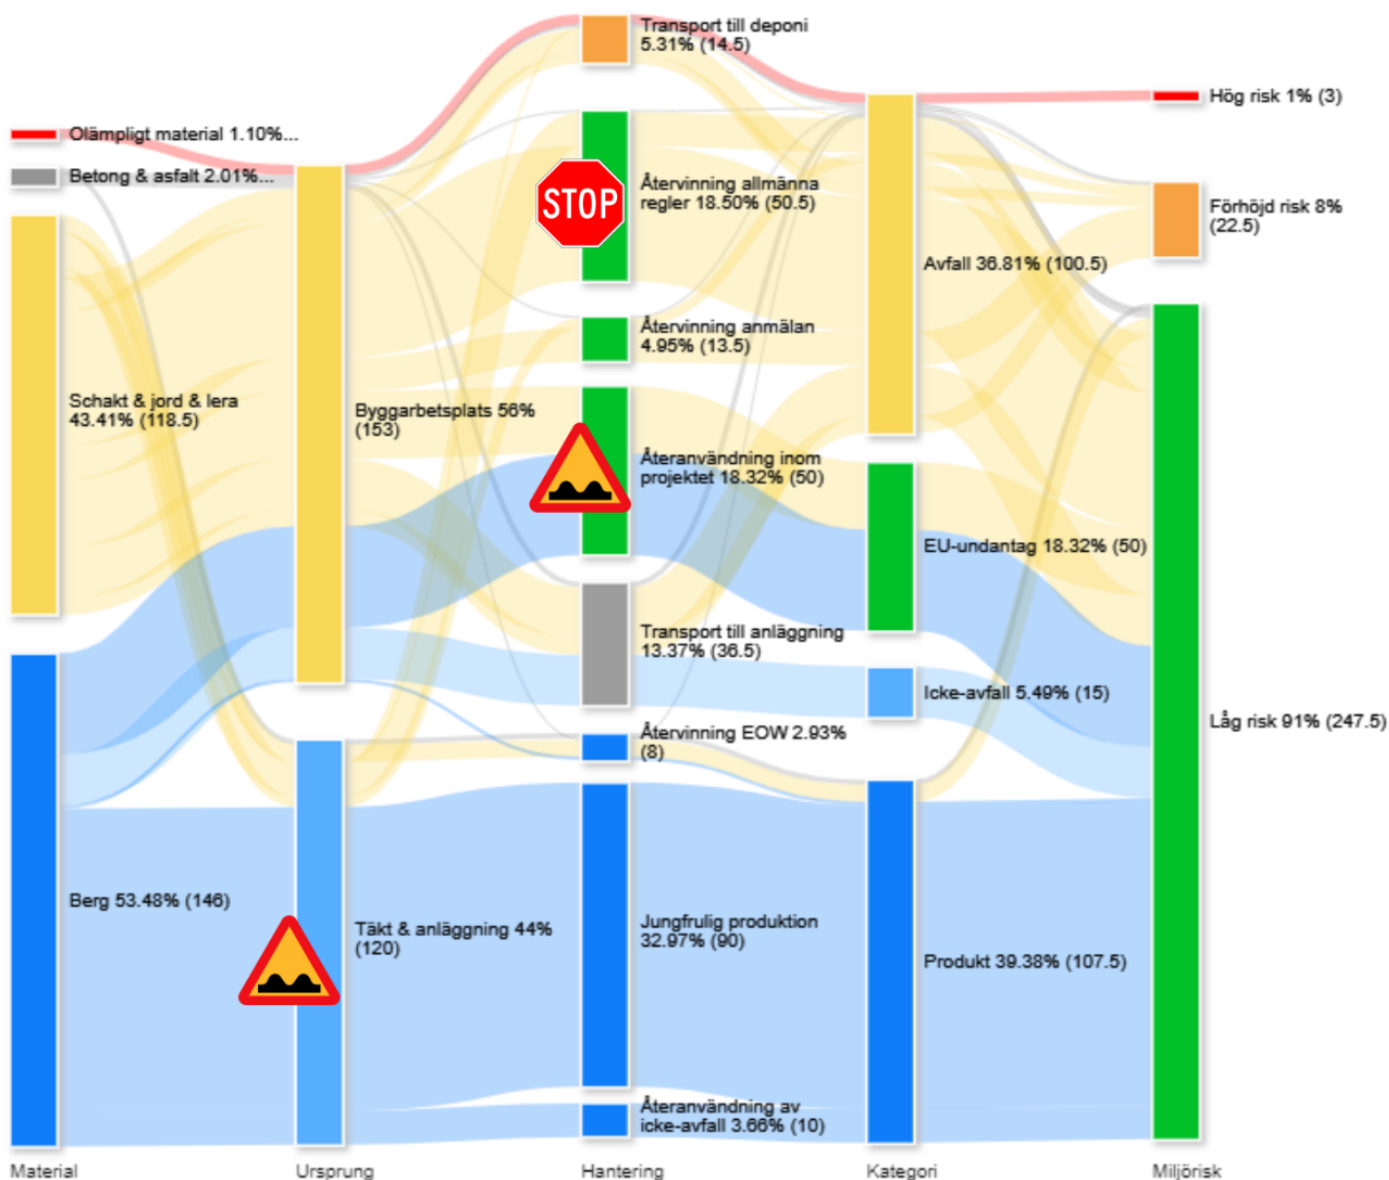 Olämpligt material 1.10%...
Betong & asfalt 2.01%...
Schakt & jord & lera
43.41% (118.5)
Berg 53.48% (146)
Material
Byggarbetsplats 56%
(153)
Täkt & anläggning 44%
(120)
Ursprung
Transport till deponi
5.31% (14.5)
STOP
Återvinning allmänna
regler 18.50% (50.5)
Återvinning anmälan
4.95% (13.5)
Återanvändning inom
projektet 18.32% (50)
Transport till anläggning
13.37% (36.5)
Återvinning EOW 2.93%
(8)
Jungfrulig produktion
32.97% (90)
Återanvändning av
icke-avfall 3.66% (10)
Hantering
Avfall 36.81% (100.5)
EU-undantag 18.32% (50)
Icke-avfall 5.49% (15)
Produkt 39.38% (107.5)
Kategori
Hög risk 1% (3)
Förhöjd risk 8%
(22.5)
Låg risk 91% (247.5)
Miljörisk